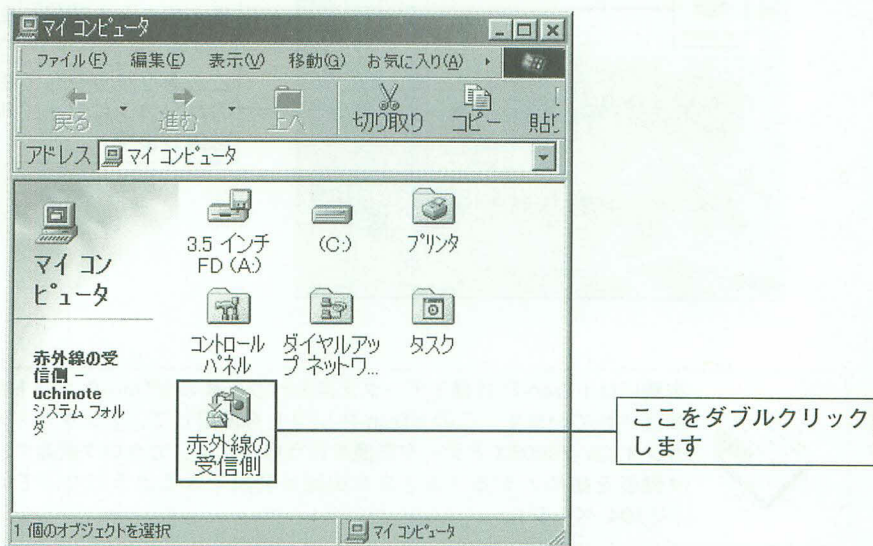 マイ コンピュータ
ファイル(F) 編集(E) 表示(V) 移動(G) お気に入り(A)
戻る 進む 上へ 切り取り コピー 貼り
アドレス マイ コンピュータ
マイ コン
ピュータ
赤外線の受
信側 -
uchinote
システム フォル
ダ
3.5 インチ
FD (A:)
(C:)
プリンタ
コントロール
パネル
ダイヤルアッ
プ ネットワ...
タスク
赤外線の
受信側
ここをダブルクリック
します
1 個のオブジェクトを選択 マイ コンピュータ